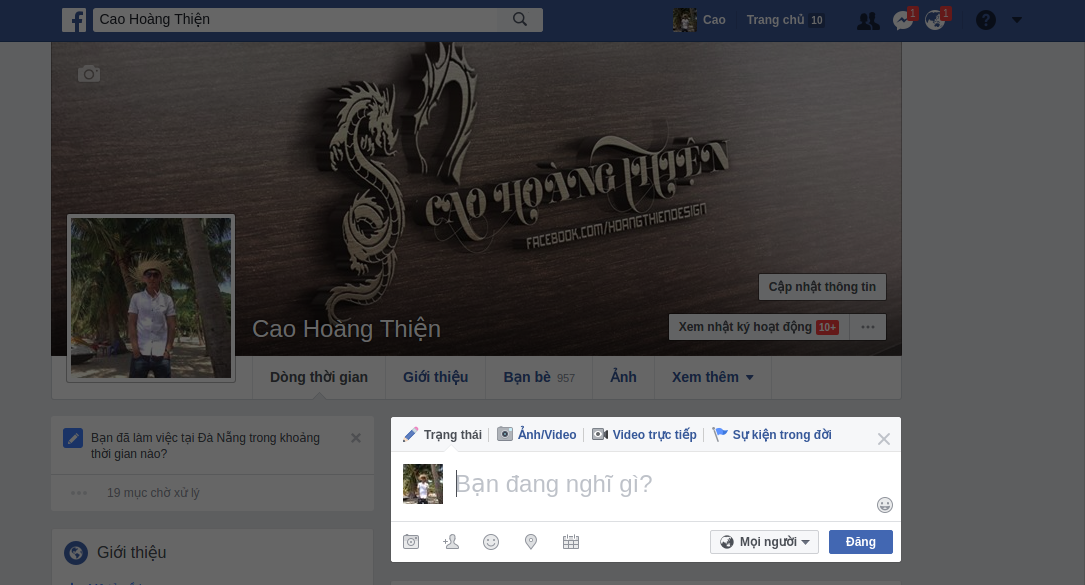 Cao Hoàng Thiện
Cao
Trang chủ 10
1
1
CAO HOÀNG THIỆN
FACEBOOK.COM/HOANGTHIENDESIGN
Cập nhật thông tin
Cao Hoàng Thiện
Xem nhật ký hoạt động 10+
Dòng thời gian
Giới thiệu
Bạn bè 957
Ảnh
Xem thêm
Bạn đã làm việc tại Đà Nẵng trong khoảng
thời gian nào?
19 mục chờ xử lý
Giới thiệu
Trạng thái
Ảnh/Video
Video trực tiếp
Sự kiện trong đời
Bạn đang nghĩ gì?
Mọi người
Đăng